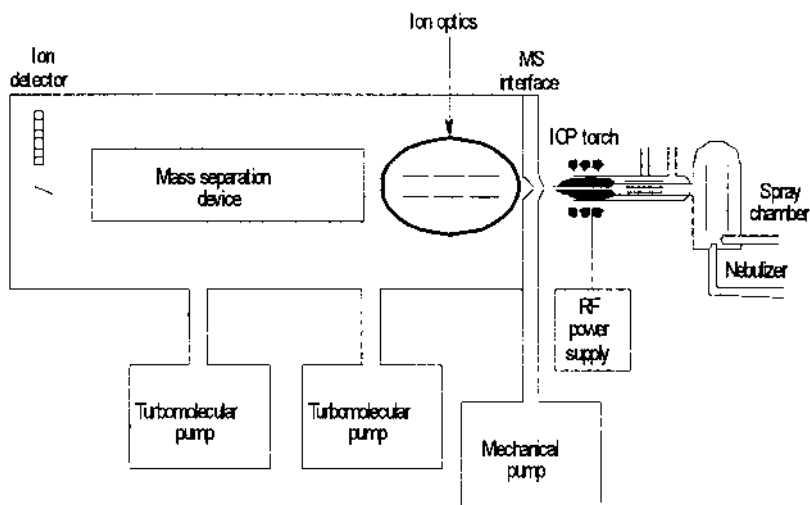 Ion optics
Ion
detector
MS
interface
ICP torch
Mass separation
device
Spray
chamber
Nebulizer
RF
power
supply
Turbomolecular
pump
Turbomolecular
pump
Mechanical
pump